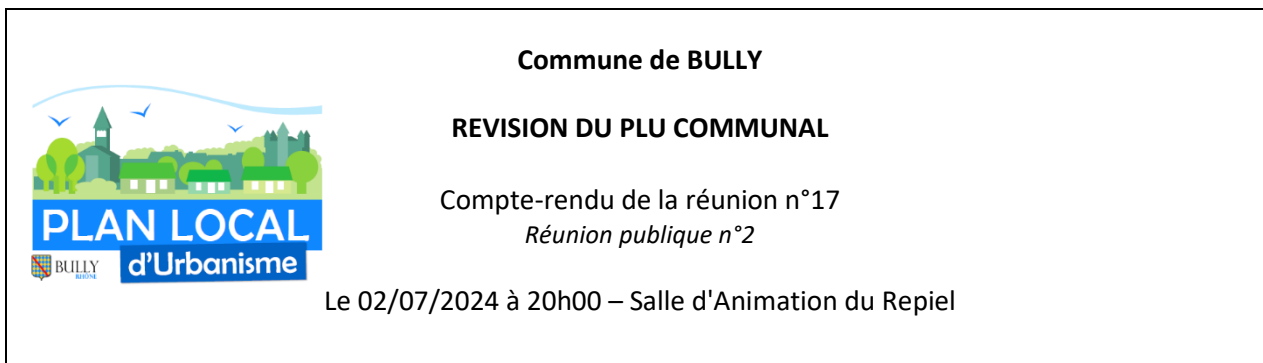 Commune de BULLY
REVISION DU PLU COMMUNAL
Compte-rendu de la réunion n°17
Réunion publique n°2
PLAN LOCAL
d'Urbanisme
BULLY
RHÔNE
Le 02/07/2024 à 20h00 – Salle d'Animation du Repiel